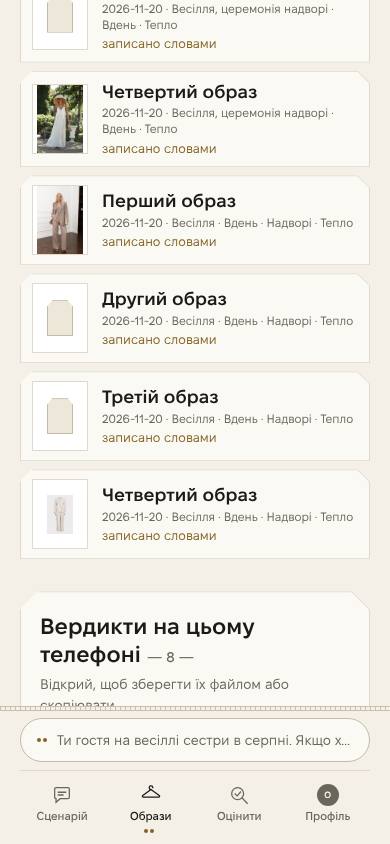 2026-11-20 · Весілля, церемонія надворі ·
Вдень · Тепло
записано словами
Четвертий образ
2026-11-20 · Весілля, церемонія надворі ·
Вдень · Тепло
записано словами
Перший образ
2026-11-20 · Весілля · Вдень · Надворі · Тепло
записано словами
Другий образ
2026-11-20 · Весілля · Вдень · Надворі · Тепло
записано словами
Третій образ
2026-11-20 · Весілля · Вдень · Надворі · Тепло
записано словами
Четвертий образ
2026-11-20 · Весілля · Вдень · Надворі · Тепло
записано словами
Вердикти на цьому
телефоні — 8 —
Відкрий, щоб зберегти їх файлом або
скопіювати
Ти гостя на весіллі сестри в серпні. Якщо х...
Сценарій
Образи
Оцінити
О
Профіль